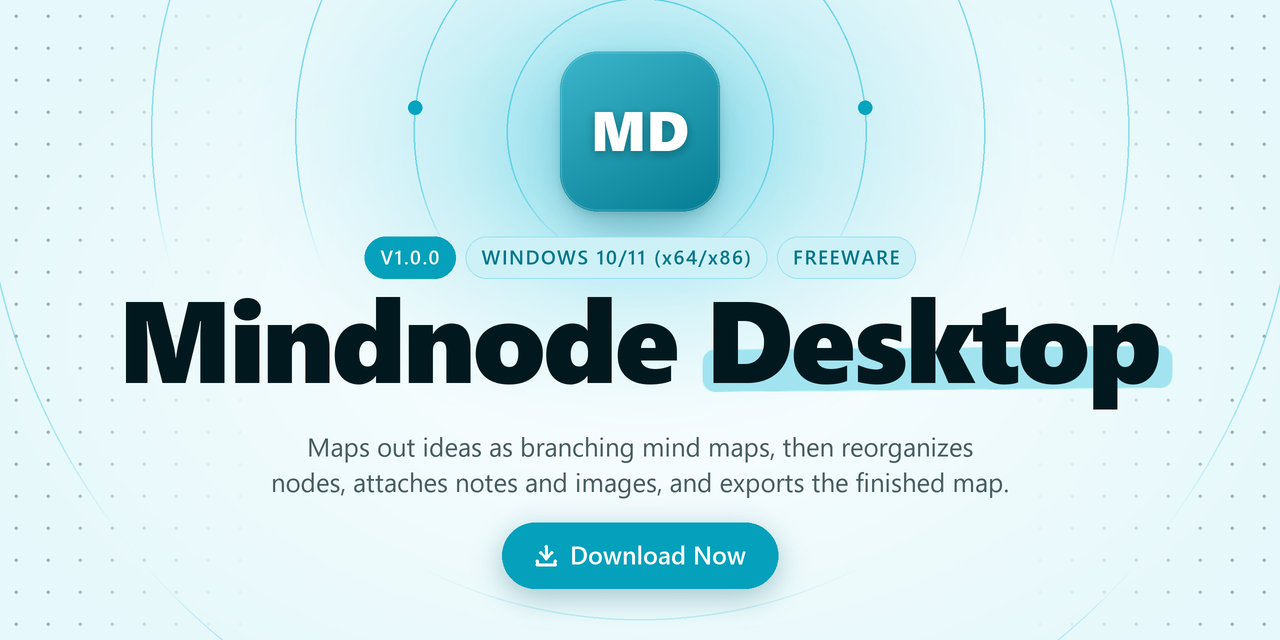 MD
V1.0.0 WINDOWS 10/11 (x64/x86) FREEWARE
Mindnode Desktop
Maps out ideas as branching mind maps, then reorganizes
nodes, attaches notes and images, and exports the finished map.
Download Now